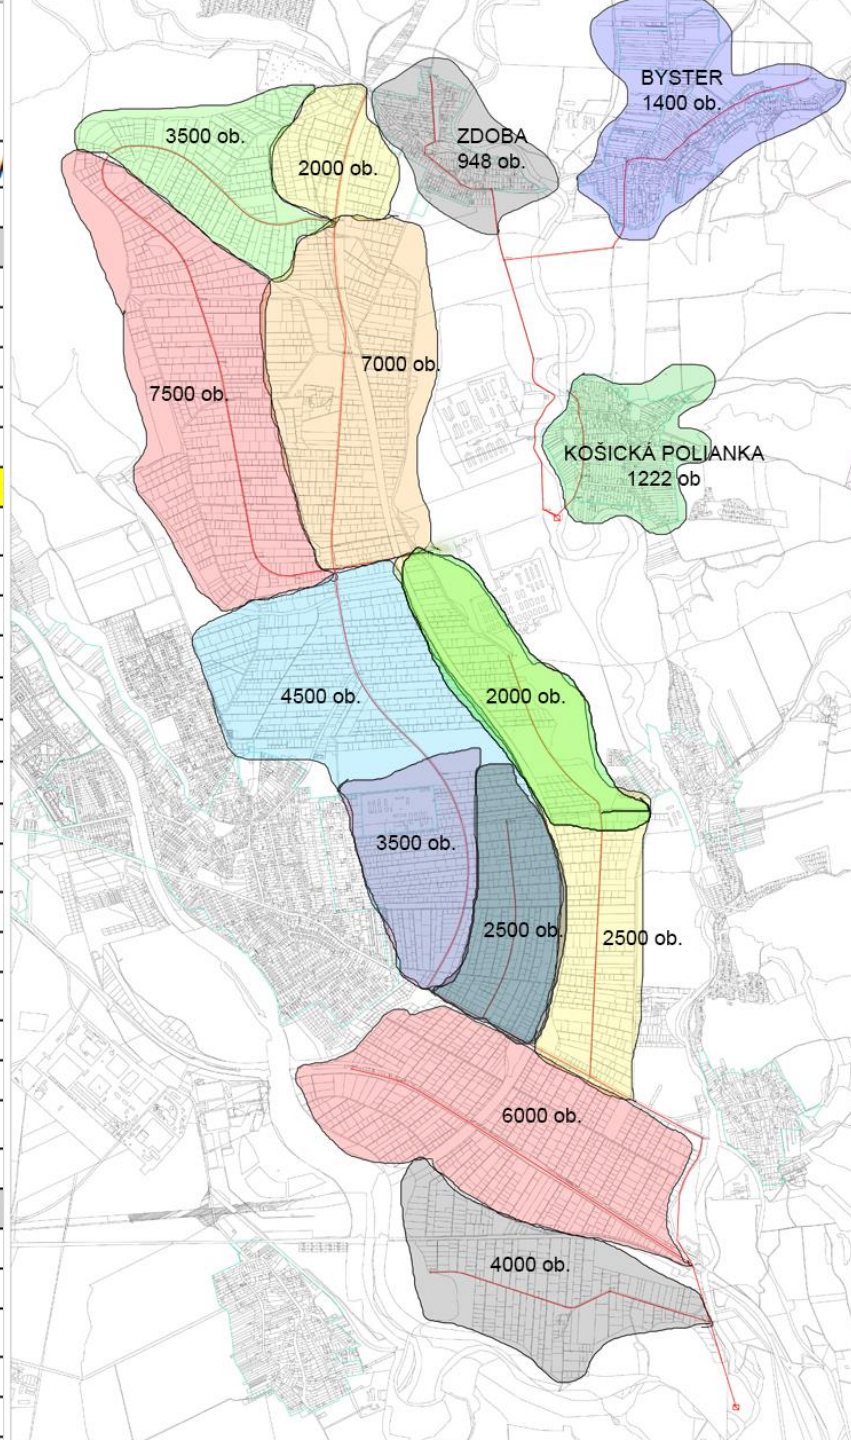 BYSTER
1400 ob.
3500 ob.
2000 ob.
ZDOBA
948 ob.
7500 ob.
7000 ob.
KOŠICKÁ POLIANKA
1222 ob
4500 ob.
2000 ob.
3500 ob.
2500 ob.
2500 ob.
6000 ob.
4000 ob.